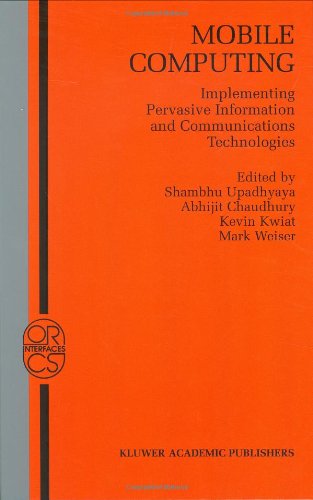 MOBILE
COMPUTING
Implementing
Pervasive Information
and Communications
Technologies
Edited by
Shambhu Upadhyaya
Abhijit Chaudhury
Kevin Kwiat
Mark Weiser
OR
INTERFACES
CS
KLUWER ACADEMIC PUBLISHERS